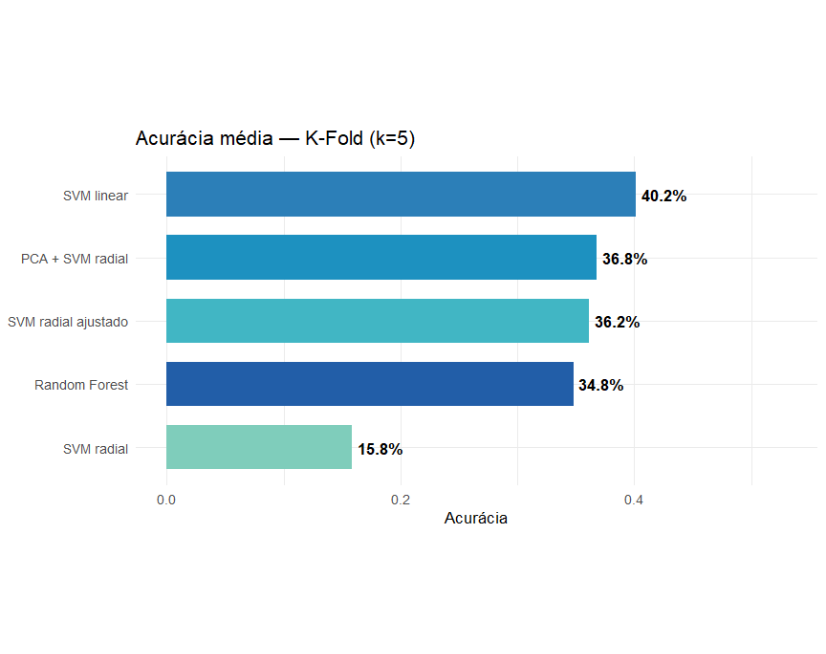 Acurácia média — K-Fold (k=5)
SVM linear
40.2%
PCA + SVM radial
36.8%
SVM radial ajustado
36.2%
Random Forest
34.8%
SVM radial
15.8%
0.0
0.2
0.4
Acurácia